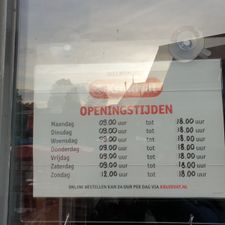 OPENINGSTIJDEN
Maandag 09.00 uur tot 18.00 uur
Dinsdag 09.00 uur tot 18.00 uur
Woensdag 09.00 uur tot 18.00 uur
Donderdag 09.00 uur tot 18.00 uur
Vrijdag 09.00 uur tot 18.00 uur
Zaterdag 09.00 uur tot 18.00 uur
Zondag 12.00 uur tot 18.00 uur
ONLINE BESTELLEN KAN 24 UUR PER DAG VIA KRUIDVAT.NL